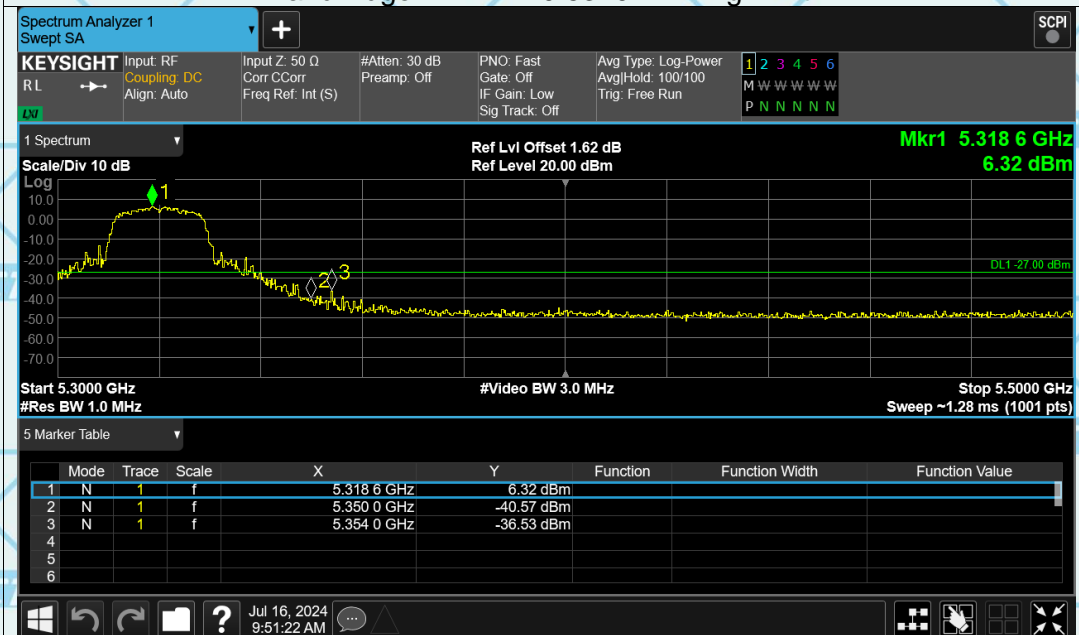 Spectrum Analyzer 1
Swept SA
+
SCPI
KEYSIGHT
RL
LXI
Input: RF
Coupling: DC
Align: Auto
Input Z: 50 Ω
Corr CCorr
Freq Ref: Int (S)
#Atten: 30 dB
Preamp: Off
PNO: Fast
Gate: Off
IF Gain: Low
Sig Track: Off
Avg Type: Log-Power
Avg|Hold: 100/100
Trig: Free Run
1 2 3 4 5 6
M W W W W W
P N N N N N
1 Spectrum
Scale/Div 10 dB
Ref Lvl Offset 1.62 dB
Ref Level 20.00 dBm
Mkr1 5.318 6 GHz
6.32 dBm
Log
10.0
0.00
-10.0
-20.0
-30.0
-40.0
-50.0
-60.0
-70.0
1
2
3
DL1 -27.00 dBm
Start 5.3000 GHz
#Video BW 3.0 MHz
Stop 5.5000 GHz
#Res BW 1.0 MHz
Sweep ~1.28 ms (1001 pts)
5 Marker Table
Mode Trace Scale X Y Function Function Width Function Value
1 N 1 f 5.318 6 GHz 6.32 dBm
2 N 1 f 5.350 0 GHz -40.57 dBm
3 N 1 f 5.354 0 GHz -36.53 dBm
4
5
6
?
Jul 16, 2024
9:51:22 AM